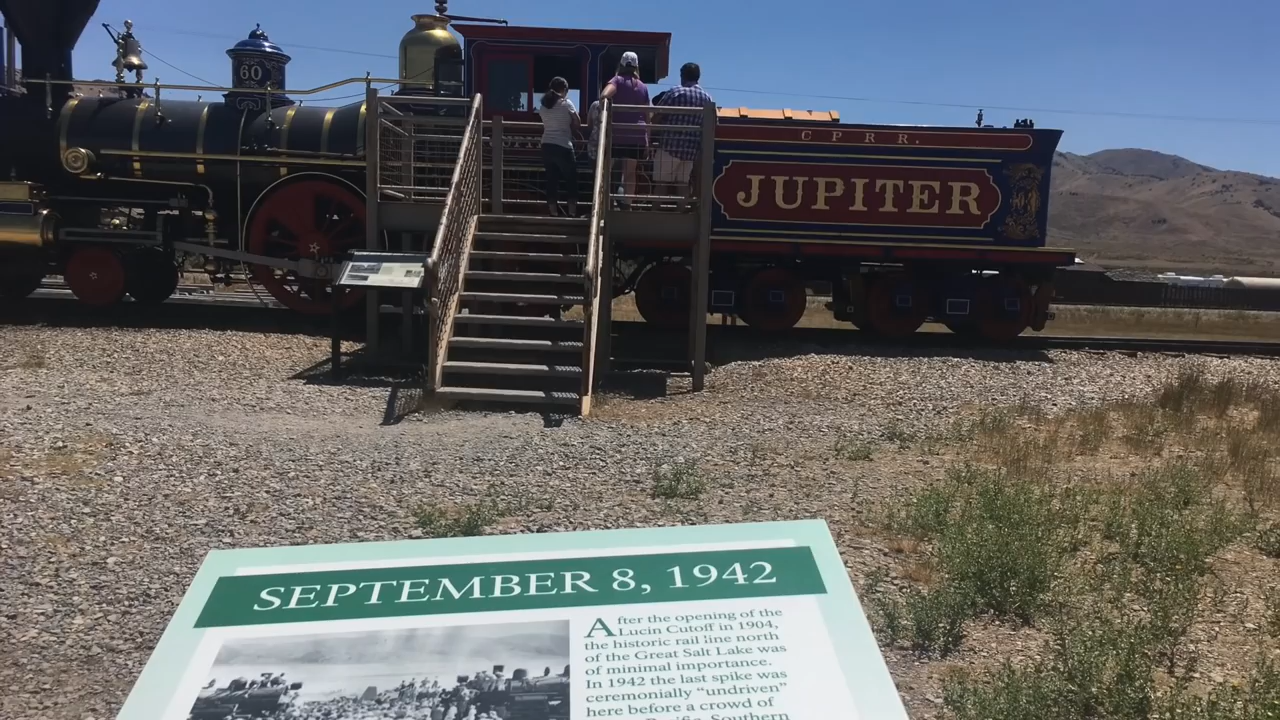 60
C P R R.
JUPITER
SEPTEMBER 8, 1942
After the opening of the
Lucin Cutoff in 1904,
the historic rail line north
of the Great Salt Lake was
of minimal importance.
In 1942 the last spike was
ceremonially "undriven"
here before a crowd of
Pacific, Southern